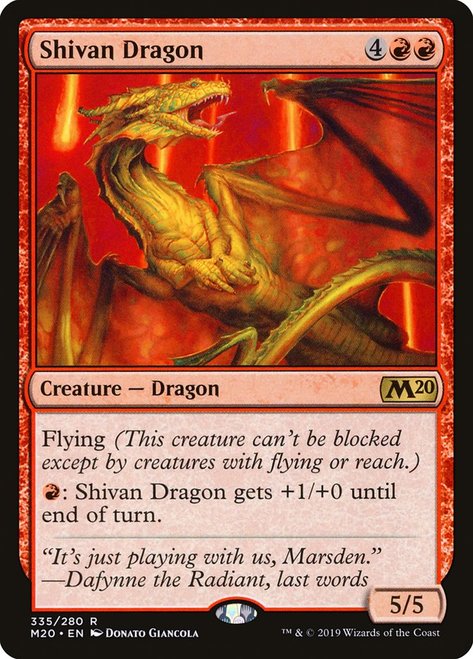 Shivan Dragon 4
Creature — Dragon M20
Flying (This creature can't be blocked
except by creatures with flying or reach.)
: Shivan Dragon gets +1/+0 until
end of turn.
“It's just playing with us, Marsden.”
—Dafynne the Radiant, last words
5/5
335/280 R
M20 • EN Donato Giancola ™ & © 2019 Wizards of the Coast